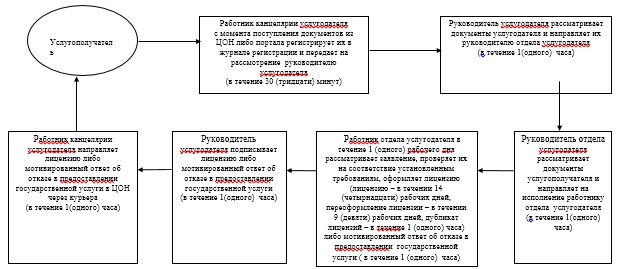 Услугополучател
ь
Работник канцелярии услугодателя
с момента поступления документов из
ЦОН либо портала регистрирует их в
журнале регистрации и передает на
рассмотрение руководителю
услугодателя
(в течение 30 (тридцати) минут)
Руководитель услугодателя рассматривает
документы услугодателя и направляет их
руководителю отдела услугодателя
(в течение 1(одного) часа)
Работник канцелярии
услугодателя направляет
лицензию либо
мотивированный ответ об
отказе в предоставлении
государственной услуги в ЦОН
через курьера
(в течение 1(одного) часа)
Руководитель
услугодателя подписывает
лицензию либо
мотивированный ответ об
отказе в предоставлении
государственной услуги
(в течение 1(одного) часа)
Работник отдела услугодателя в
течение 1 (одного) рабочего дня
рассматривает заявление, проверяет их
на соответствие установленным
требованиям, оформляет лицензию
(лицензию – в течении 14
(четырнадцати) рабочих дней,
переоформление лицензии – в течении
9 (девяти) рабочих дней, дубликат
лицензий – в течение 1 (одного) часа)
либо мотивированный ответ об отказе в
предоставлении государственной
услуги ( в течение 1 (одного) часа)
Руководитель отдела
услугодателя
рассматривает
документы
услугополучателя и
направляет на
исполнение работнику
отдела услугодателя
(в течение 1(одного)
часа)